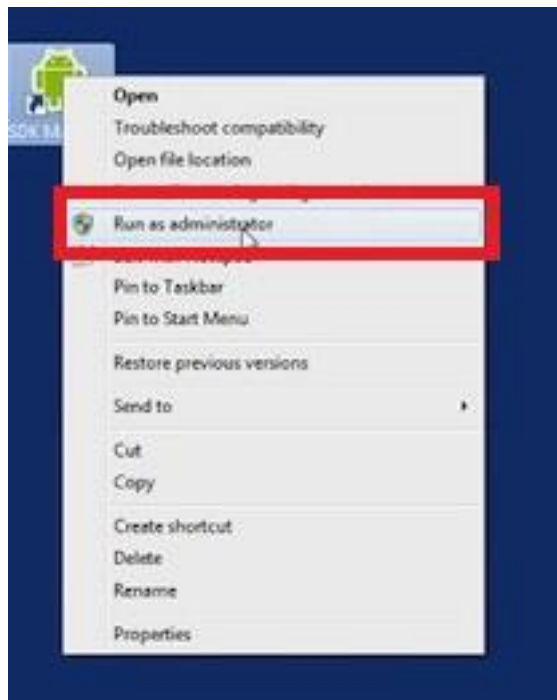 SDK M
Open
Troubleshoot compatibility
Open file location
Run as administrator
Pin to Taskbar
Pin to Start Menu
Restore previous versions
Send to
Cut
Copy
Create shortcut
Delete
Rename
Properties